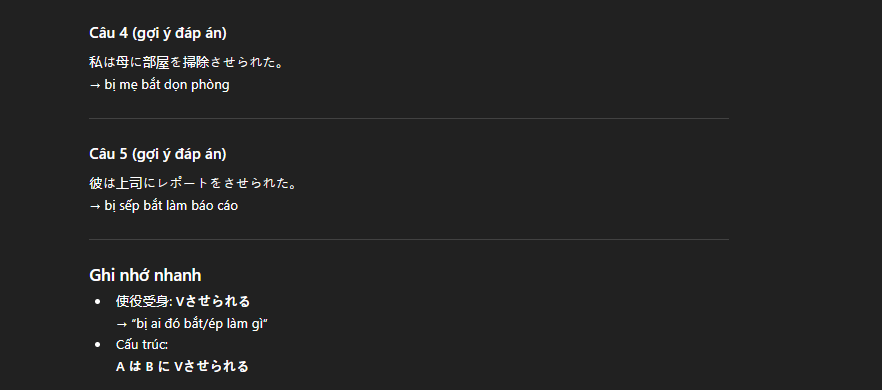 Câu 4 (gợi ý đáp án)
私は母に部屋を掃除させられた。
→ bị mẹ bắt dọn phòng
Câu 5 (gợi ý đáp án)
彼は上司にレポートをさせられた。
→ bị sếp bắt làm báo cáo
Ghi nhớ nhanh
• 使役受身: Vさせられる
→ “bị ai đó bắt/ép làm gì”
• Cấu trúc:
A は B に Vさせられる